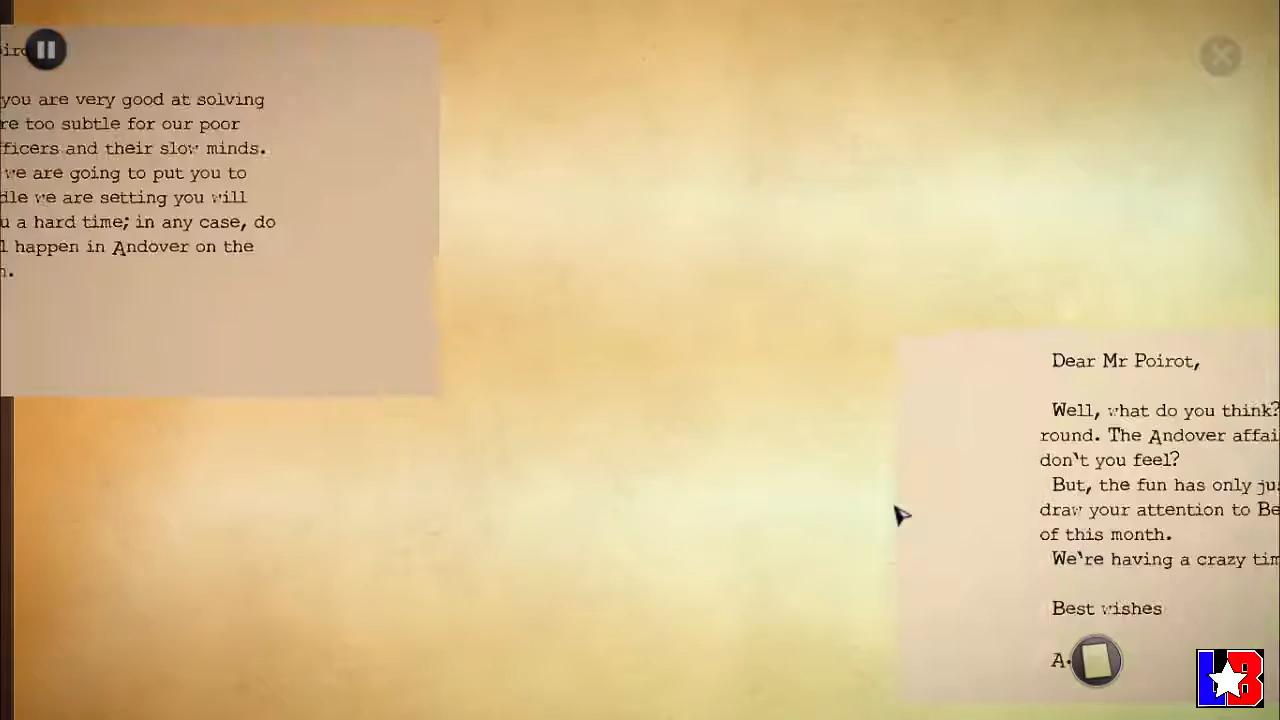 you are very good at solving
re too subtle for our poor
ficers and their slow minds.
we are going to put you to
dle we are setting you will
u a hard time; in any case, do
l happen in Andover on the
Dear Mr Poirot,
Well, what do you think?
round. The Andover affai
don't you feel?
But, the fun has only ju
draw your attention to Be
of this month.
We're having a crazy tim
Best wishes
A.